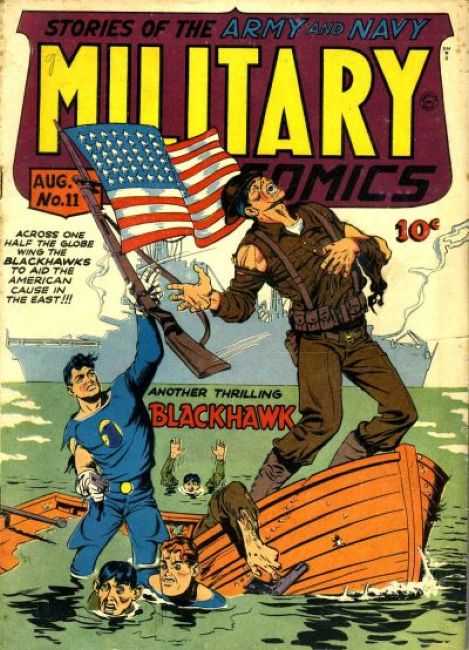 STORIES OF THE ARMY AND NAVY
MILITARY
COMICS
AUG.
No.11
10¢
ACROSS ONE
HALF THE GLOBE
WING THE
BLACKHAWKS
TO AID THE
AMERICAN
CAUSE IN
THE EAST!!!
ANOTHER THRILLING
BLACKHAWK